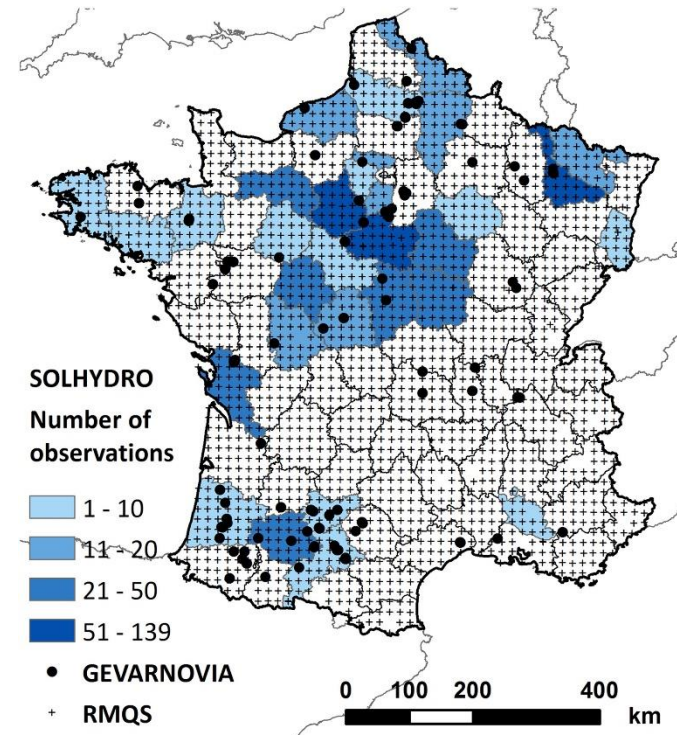 SOLHYDRO
Number of
observations
1 - 10
11 - 20
21 - 50
51 - 139
GEVARNOVIA
RMQS
0 100 200 400
km